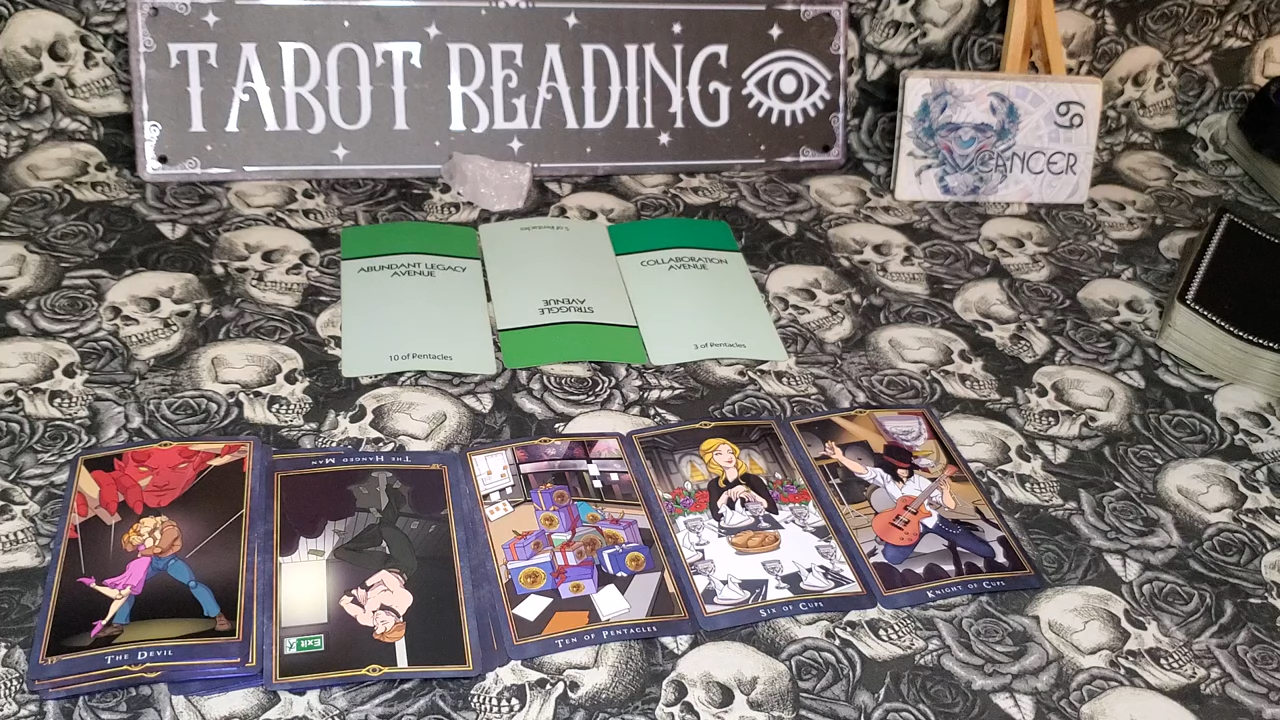 TAROT READING
CANCER
ABUNDANT LEGACY
AVENUE
10 of Pentacles
5 of Pentacles
STRUGGLE
AVENUE
COLLABORATION
AVENUE
3 of Pentacles
THE DEVIL
THE HANGED MAN
Exit
TEN OF PENTACLES
SIX OF CUPS
KNIGHT OF CUPS